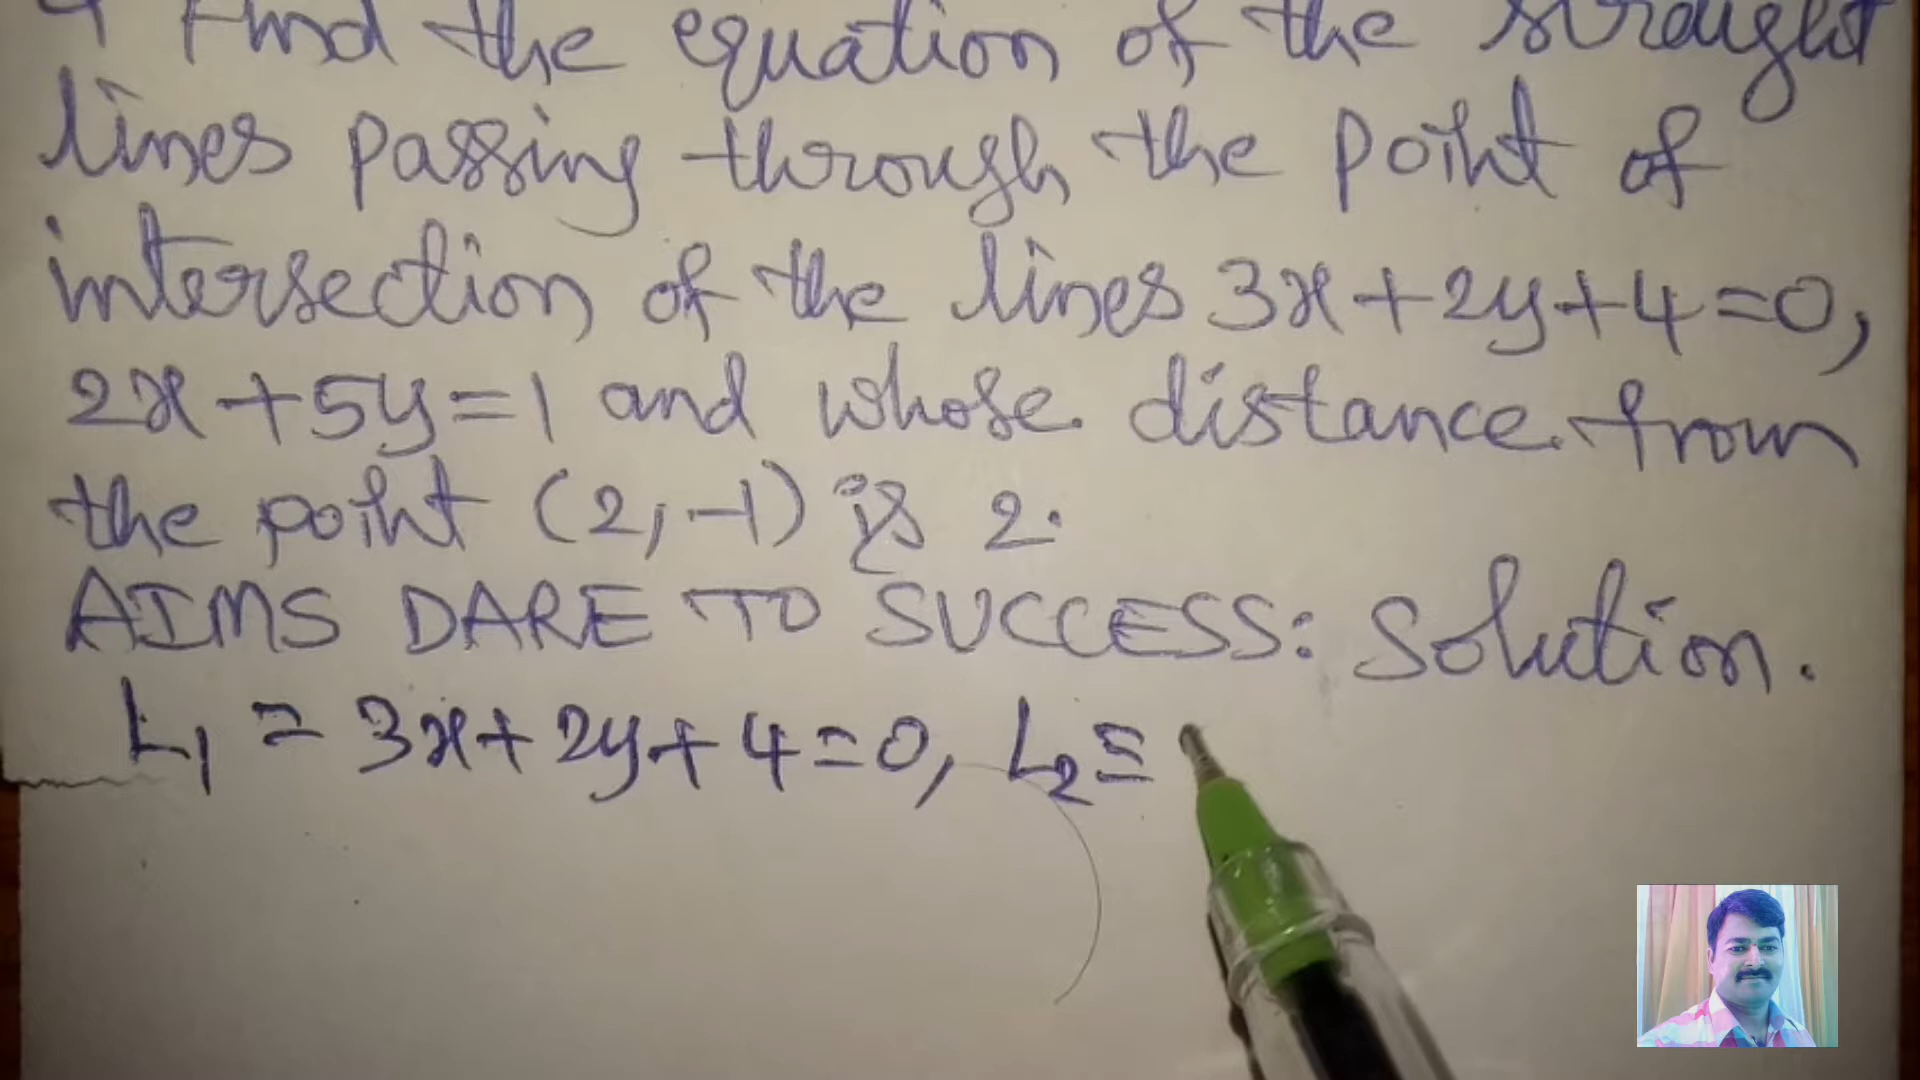 Find the equation of the straight
lines passing through the point of
intersection of the lines 3x+2y+4=0,
2x+5y=1 and whose distance from
the point (2,-1) is 2.
AIMS DARE TO SUCCESS: Solution.
L₁ = 3x+2y+4=0, L₂ ≡